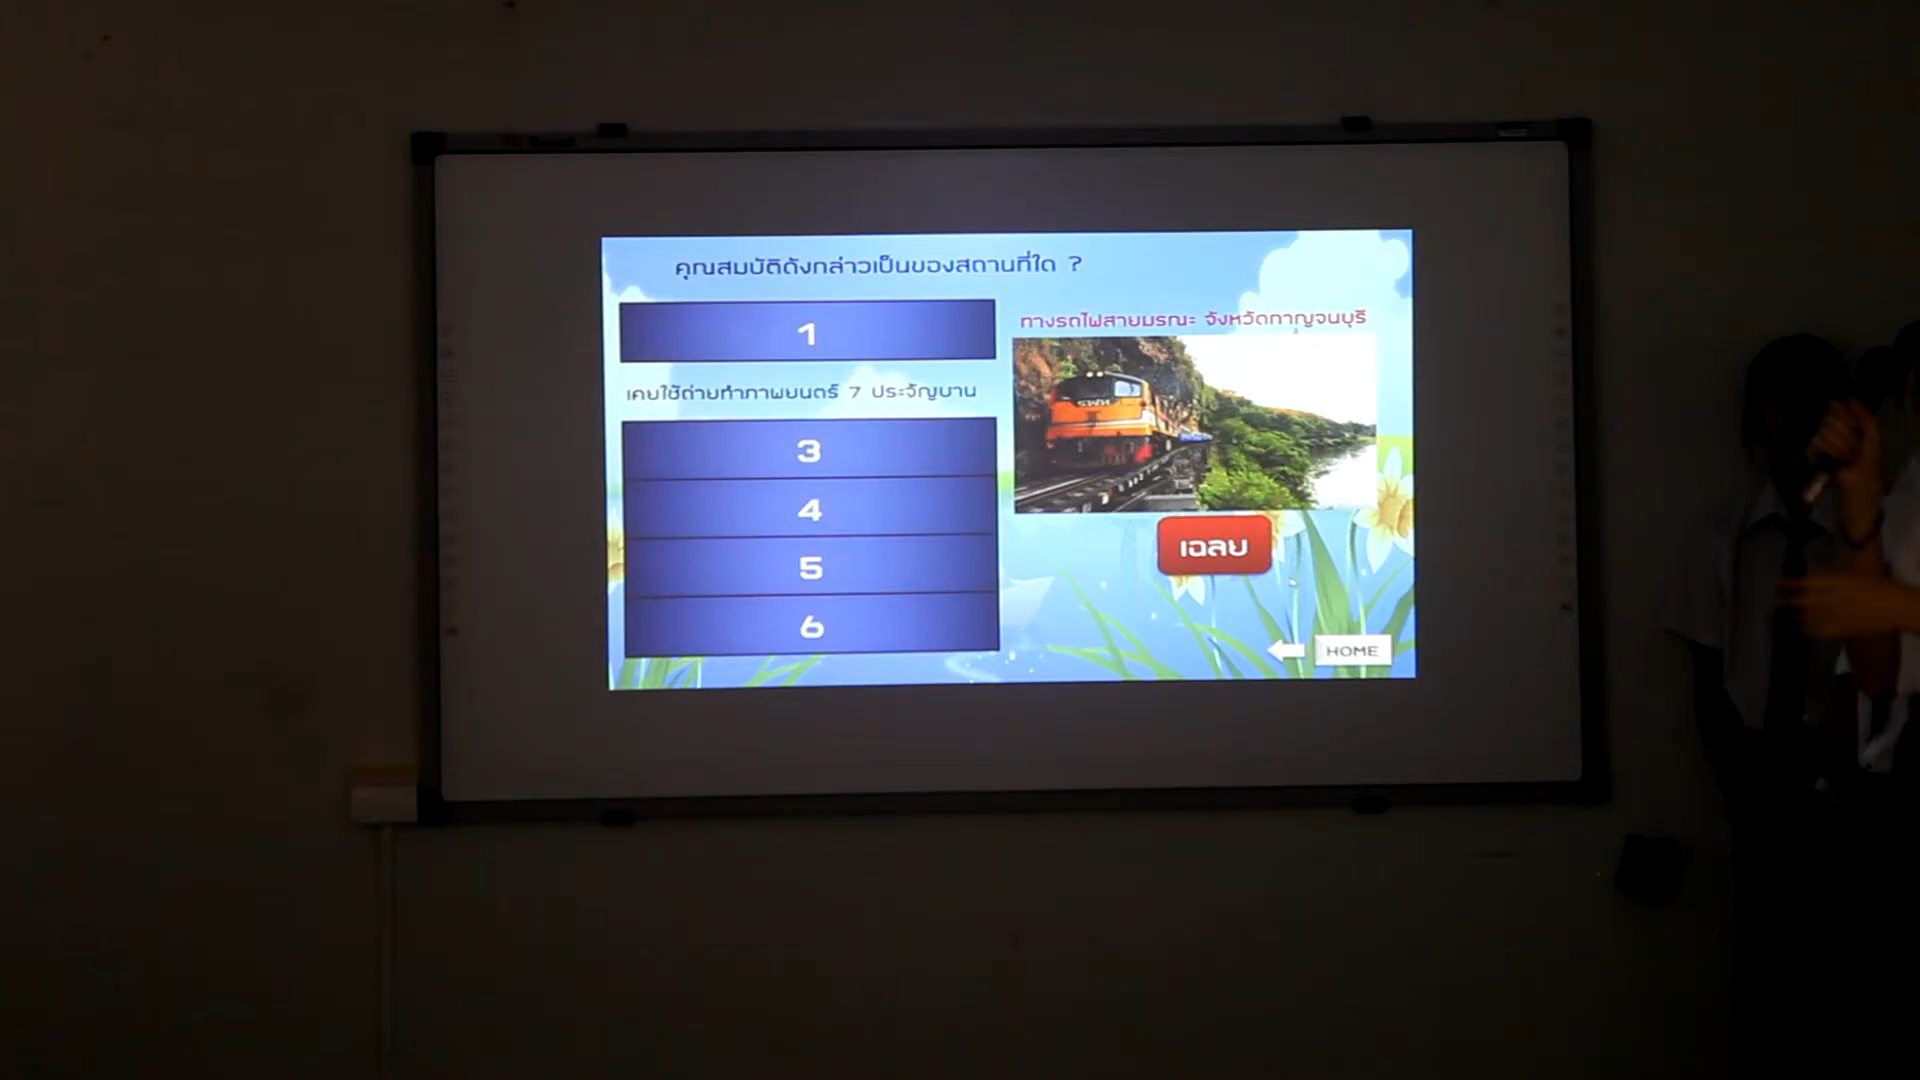 คุณสมบัติดังกล่าวเป็นของสถานที่ใด ?
1
เคยใช้ถ่ายทำภาพยนตร์ 7 ประจัญบาน
3
4
5
6
ทางรถไฟสายมรณะ จังหวัดกาญจนบุรี
รฟท
เฉลย
HOME